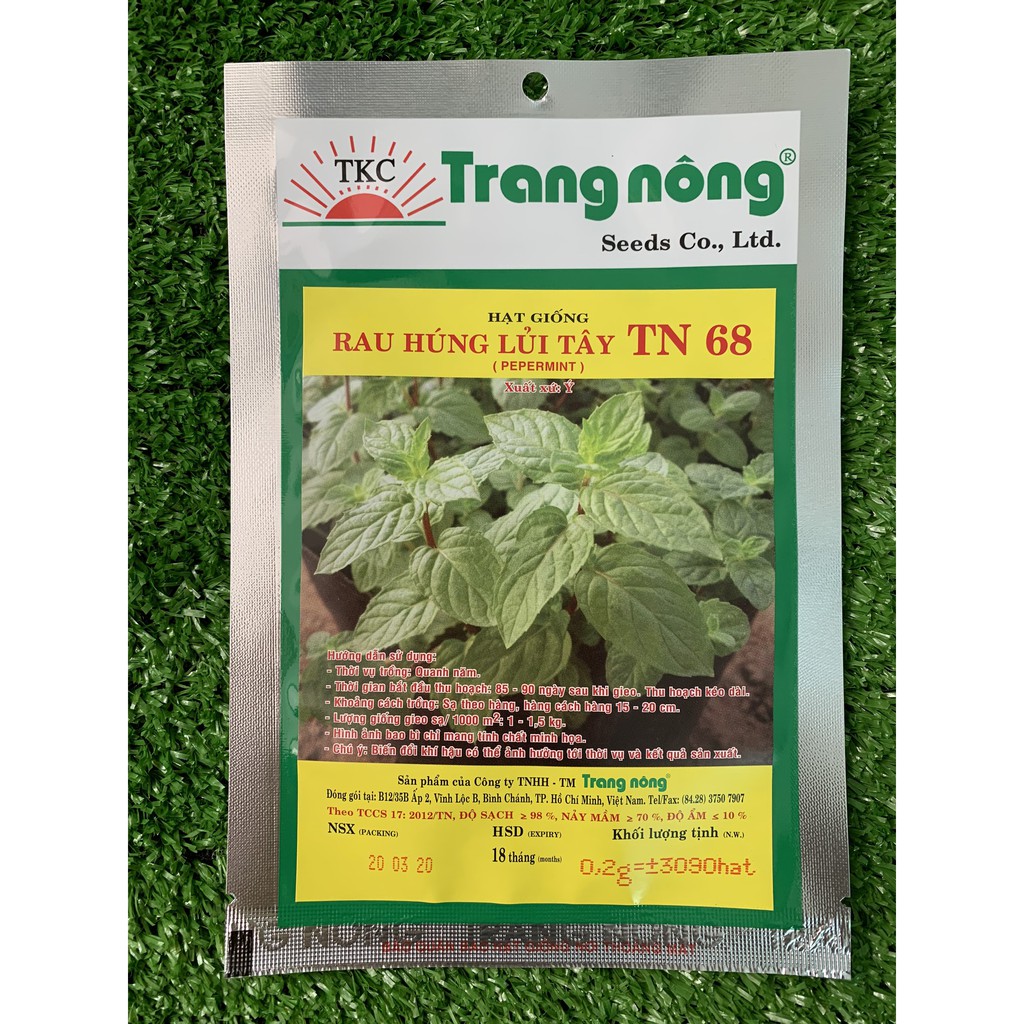 TKC
Trang nông®
Seeds Co., Ltd.
HẠT GIỐNG
RAU HÚNG LỦI TÂY TN 68
( PEPERMINT )
Xuất xứ: Ý
Hướng dẫn sử dụng:
- Thời vụ trồng: Quanh năm.
- Thời gian bắt đầu thu hoạch: 85 - 90 ngày sau khi gieo. Thu hoạch kéo dài.
- Khoảng cách trồng: Sạ theo hàng, hàng cách hàng 15 - 20 cm.
- Lượng giống gieo sạ/ 1000 m²: 1 - 1,5 kg.
- Hình ảnh bao bì chỉ mang tính chất minh họa.
- Chú ý: Biến đổi khí hậu có thể ảnh hưởng tới thời vụ và kết quả sản xuất.
Sản phẩm của Công ty TNHH - TM Trang nông®
Đóng gói tại: B12/35B Ấp 2, Vĩnh Lộc B, Bình Chánh, TP. Hồ Chí Minh, Việt Nam. Tel/Fax: (84.28) 3750 7907
Theo TCCS 17: 2012/TN, ĐỘ SẠCH ≥ 98 %, NẢY MẦM ≥ 70 %, ĐỘ ẨM ≤ 10 %
NSX (PACKING) HSD (EXPIRY) Khối lượng tịnh (N.W.)
20 03 20 18 tháng (months) 0,2g=±3090hat
G NONG TRANG NONG